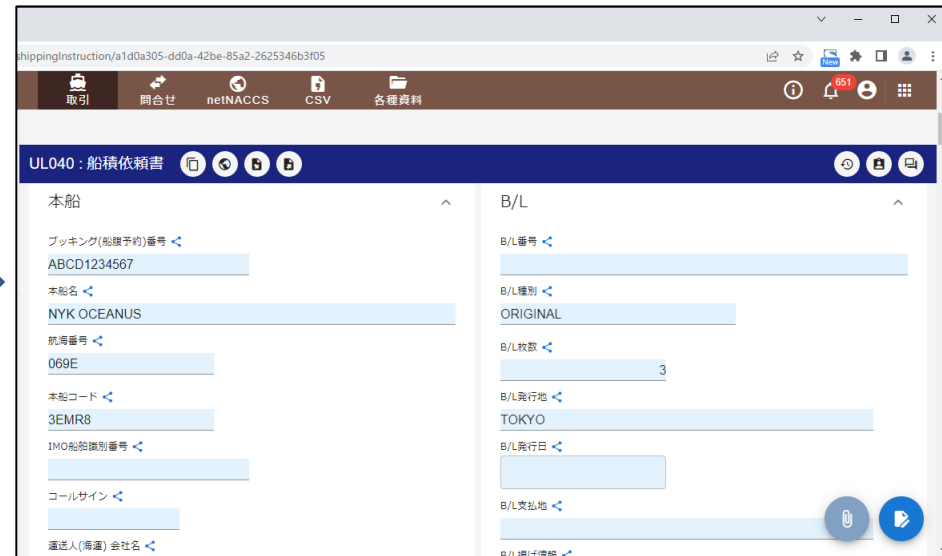 shippingInstruction/a1d0a305-dd0a-42be-85a2-2625346b3f05
New
取引 問合せ netNACCS CSV 各種資料 651
UL040 : 船積依頼書
本船
ブッキング(船腹予約)番号
ABCD1234567
本船名
NYK OCEANUS
航海番号
069E
本船コード
3EMR8
IMO船舶識別番号
コールサイン
運送人(海運) 会社名
B/L
B/L番号
B/L種別
ORIGINAL
B/L枚数
3
B/L発行地
TOKYO
B/L発行日
B/L支払地
B/L揚げ情報